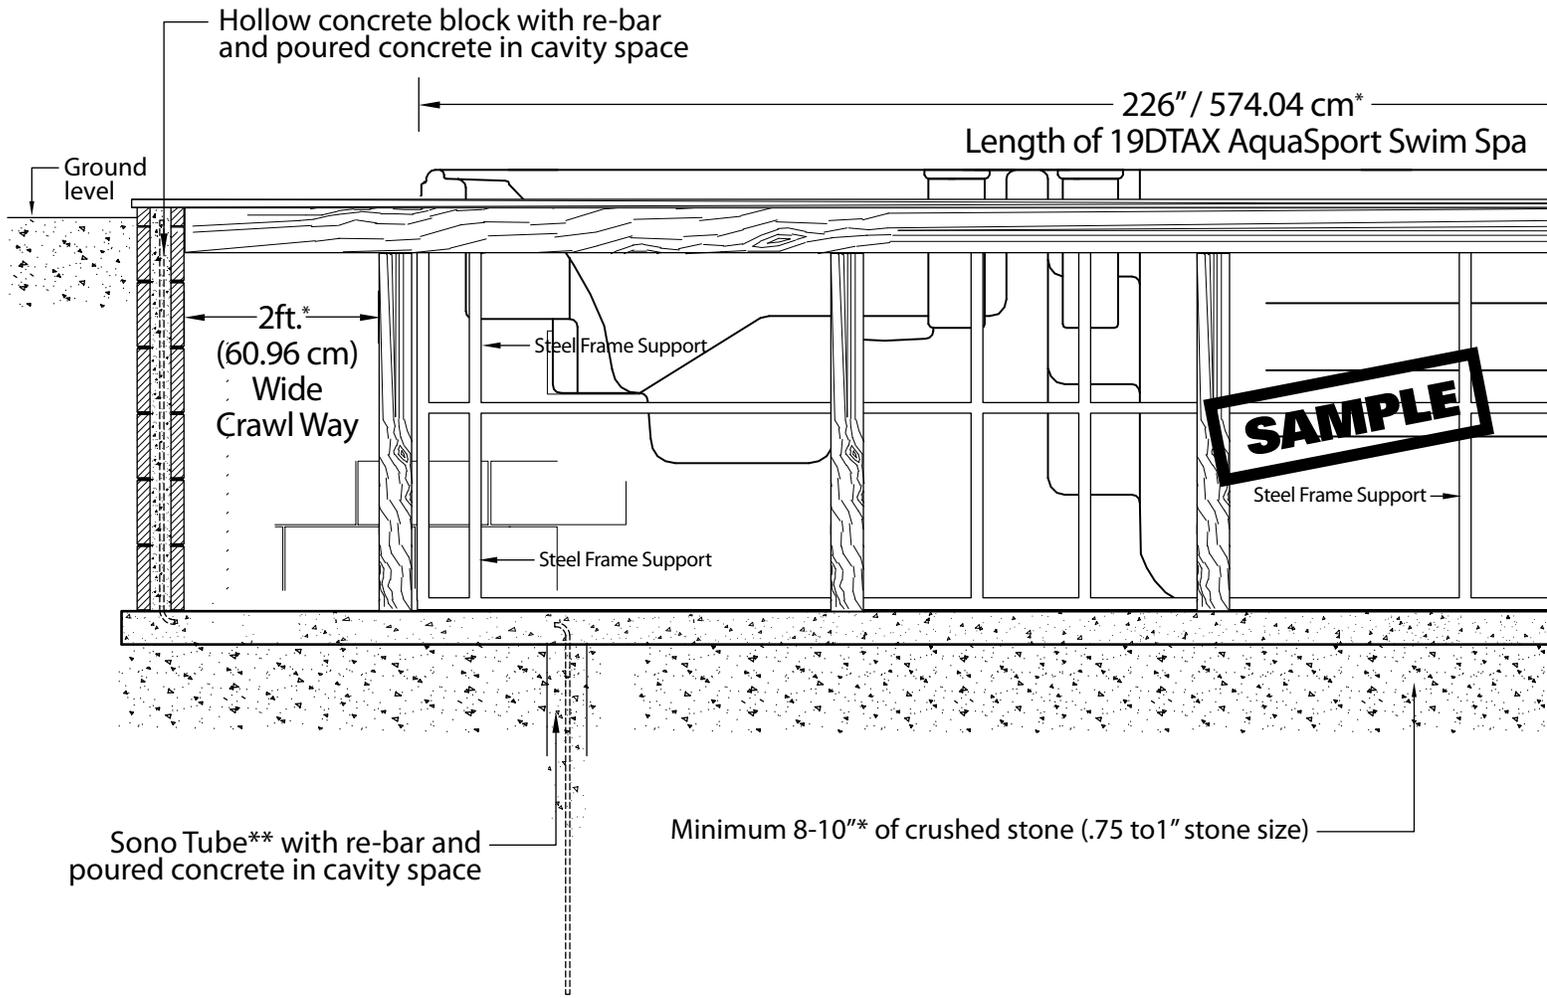 Hollow concrete block with re-bar
and poured concrete in cavity space
226” / 574.04 cm*
Length of 19DTAX AquaSport Swim Spa
Ground
level
2ft.*
(60.96 cm)
Wide
Crawl Way
Steel Frame Support
SAMPLE
Steel Frame Support
Steel Frame Support
Sono Tube** with re-bar and
poured concrete in cavity space
Minimum 8-10”* of crushed stone (.75 to1” stone size)